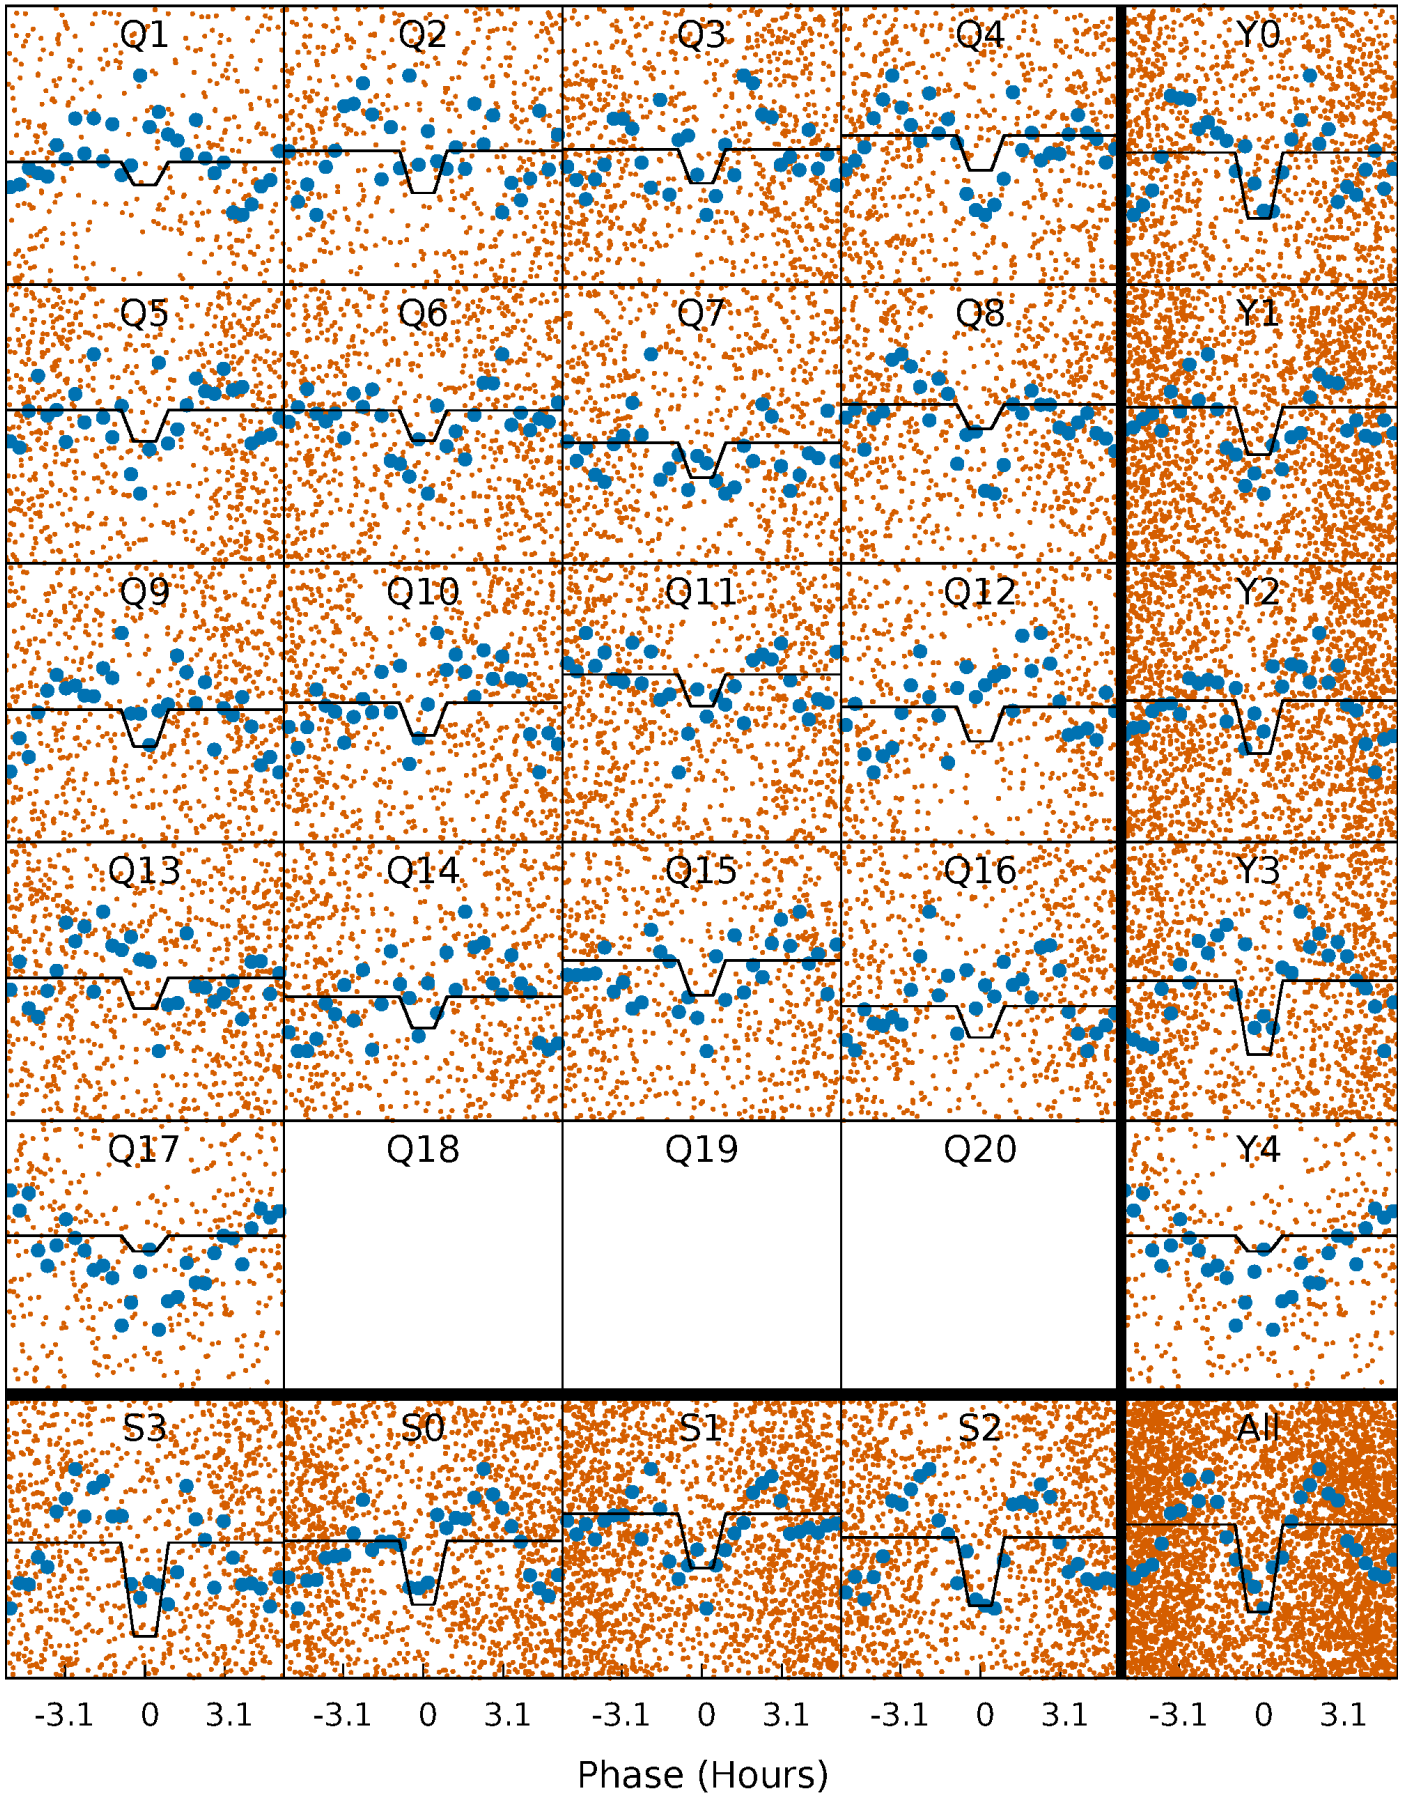 Q1 Q2 Q3 Q4 Y0
Q5 Q6 Q7 Q8 Y1
Q9 Q10 Q11 Q12 Y2
Q13 Q14 Q15 Q16 Y3
Q17 Q18 Q19 Q20 Y4
S3 S0 S1 S2 All
-3.1 0 3.1 -3.1 0 3.1 -3.1 0 3.1 -3.1 0 3.1 -3.1 0 3.1
Phase (Hours)